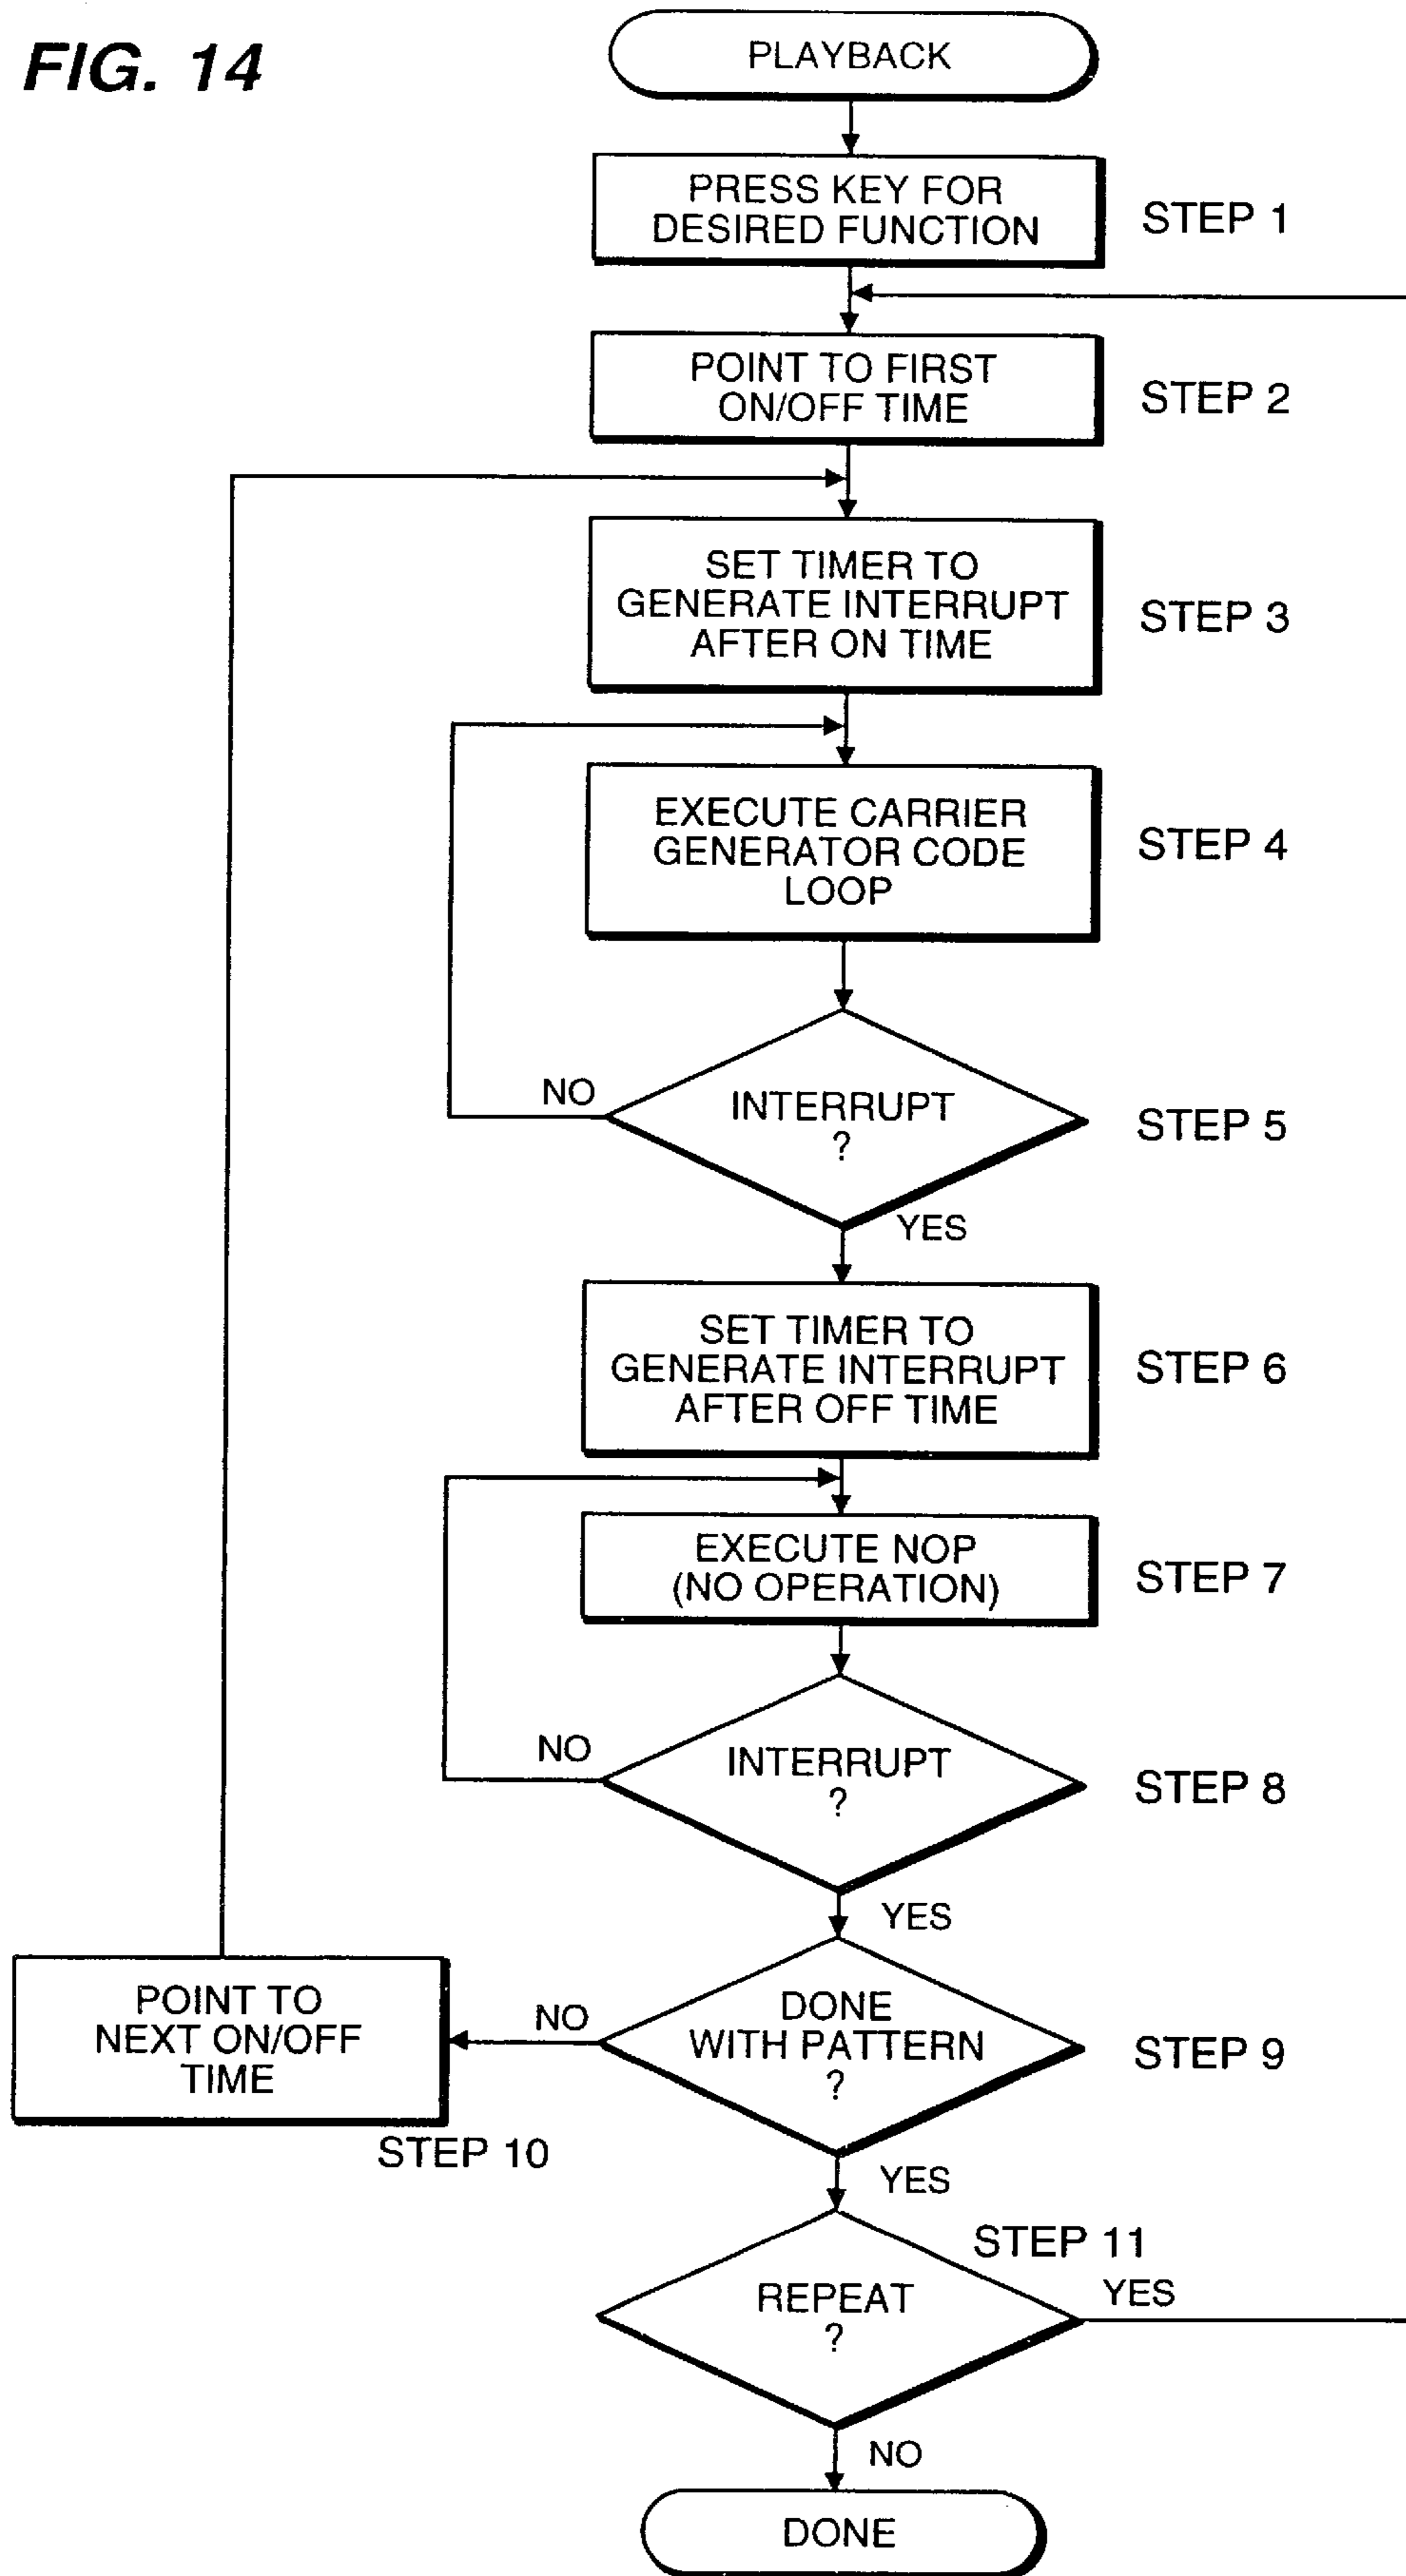 FIG. 14
PLAYBACK
PRESS KEY FOR
DESIRED FUNCTION
STEP 1
POINT TO FIRST
ON/OFF TIME
STEP 2
SET TIMER TO
GENERATE INTERRUPT
AFTER ON TIME
STEP 3
EXECUTE CARRIER
GENERATOR CODE
LOOP
STEP 4
NO
INTERRUPT
?
STEP 5
YES
SET TIMER TO
GENERATE INTERRUPT
AFTER OFF TIME
STEP 6
EXECUTE NOP
(NO OPERATION)
STEP 7
NO
INTERRUPT
?
STEP 8
YES
DONE
WITH PATTERN
?
STEP 9
NO
POINT TO
NEXT ON/OFF
TIME
STEP 10
YES
STEP 11
REPEAT
?
YES
NO
DONE